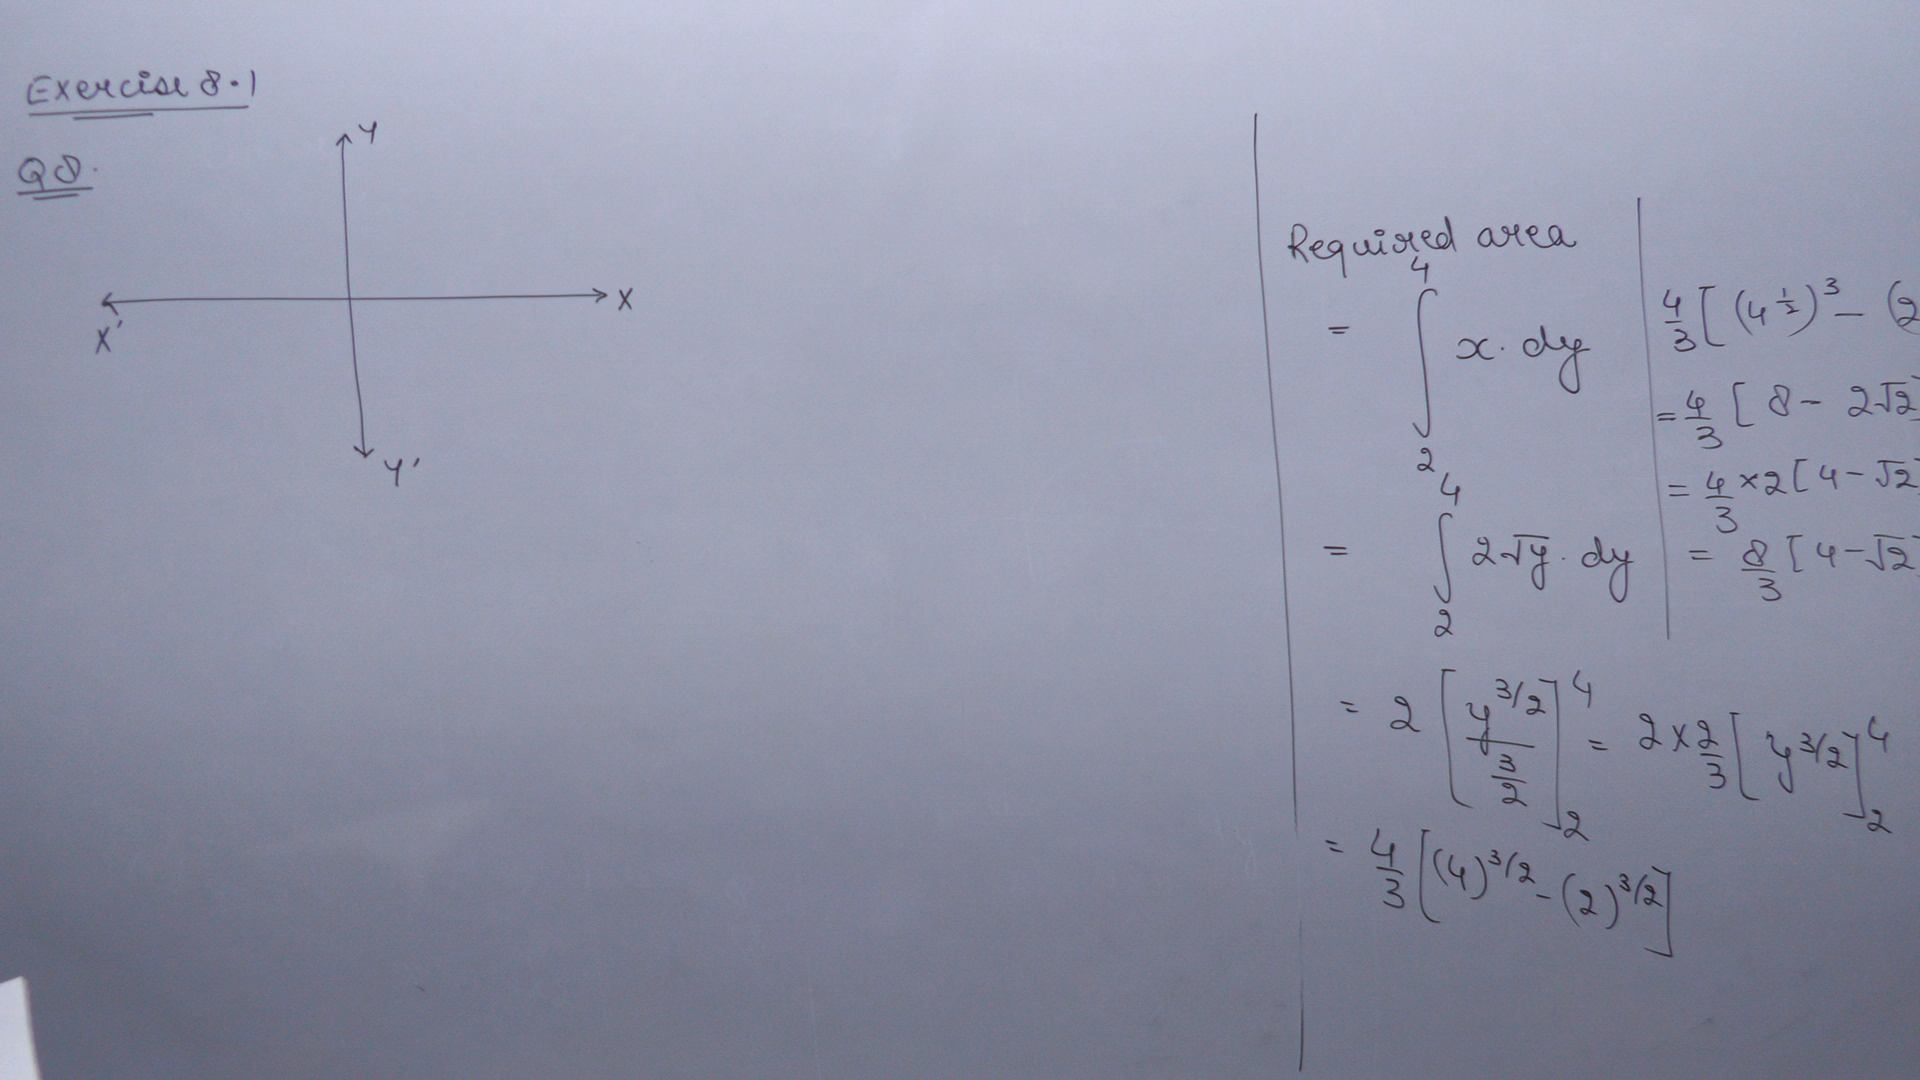 Exercise 8.1
Q8.
Y
X
X'
Y'
Required area
= ∫₂⁴ x. dy
= ∫₂⁴ 2√y. dy
= 2 [y^3/2 / 3/2]₂⁴ = 2 × 2/3 [y^3/2]₂⁴
= 4/3 [(4)^3/2 - (2)^3/2]
4/3 [(4^1/2)^3 - (2
= 4/3 [8 - 2√2]
= 4/3 × 2 [4 - √2]
= 8/3 [4 - √2]